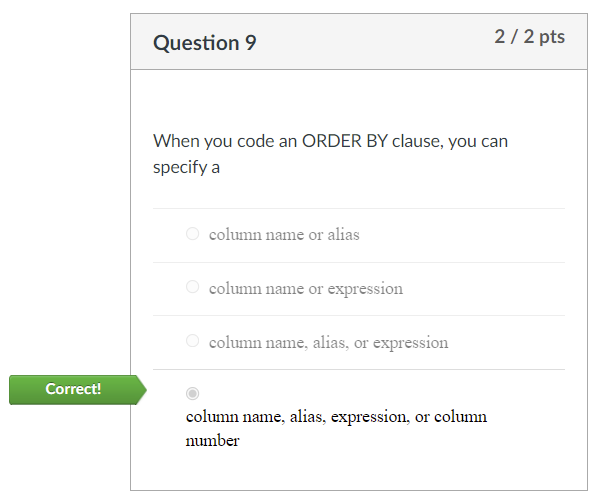 Question 9
2 / 2 pts
When you code an ORDER BY clause, you can
specify a
column name or alias
column name or expression
column name, alias, or expression
Correct!
column name, alias, expression, or column
number